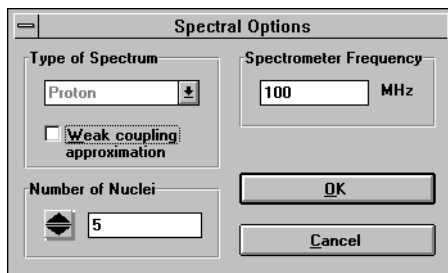 Spectral Options
Type of Spectrum
Proton
Weak coupling
approximation
Spectrometer Frequency
100 MHz
Number of Nuclei
5
OK
Cancel